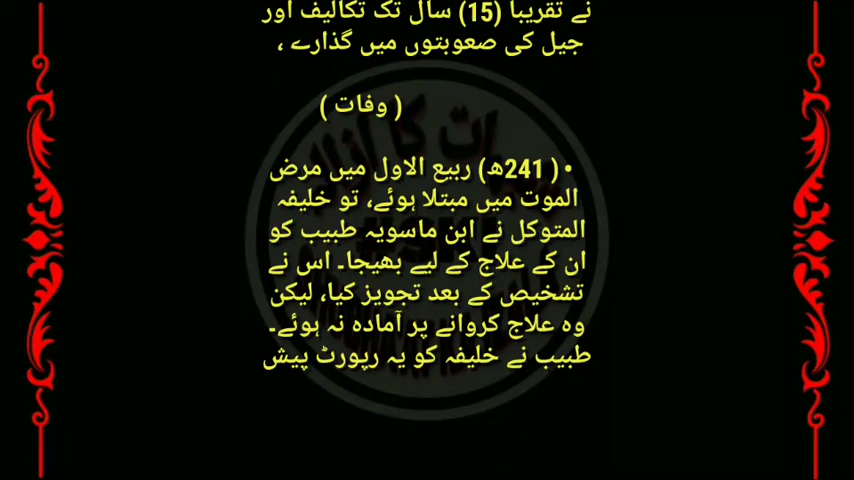 نے تقریباً (15) سال تک تکالیف اور
جیل کی صعوبتوں میں گذارے ،
( وفات )
•( 241ھ) ربیع الاول میں مرض
الموت میں مبتلا ہوئے، تو خلیفہ
المتوکل نے ابن ماسویہ طبیب کو
ان کے علاج کے لیے بھیجا۔ اس نے
تشخیص کے بعد تجویز کیا، لیکن
وہ علاج کروانے پر آمادہ نہ ہوئے۔
طبیب نے خلیفہ کو یہ رپورٹ پیش